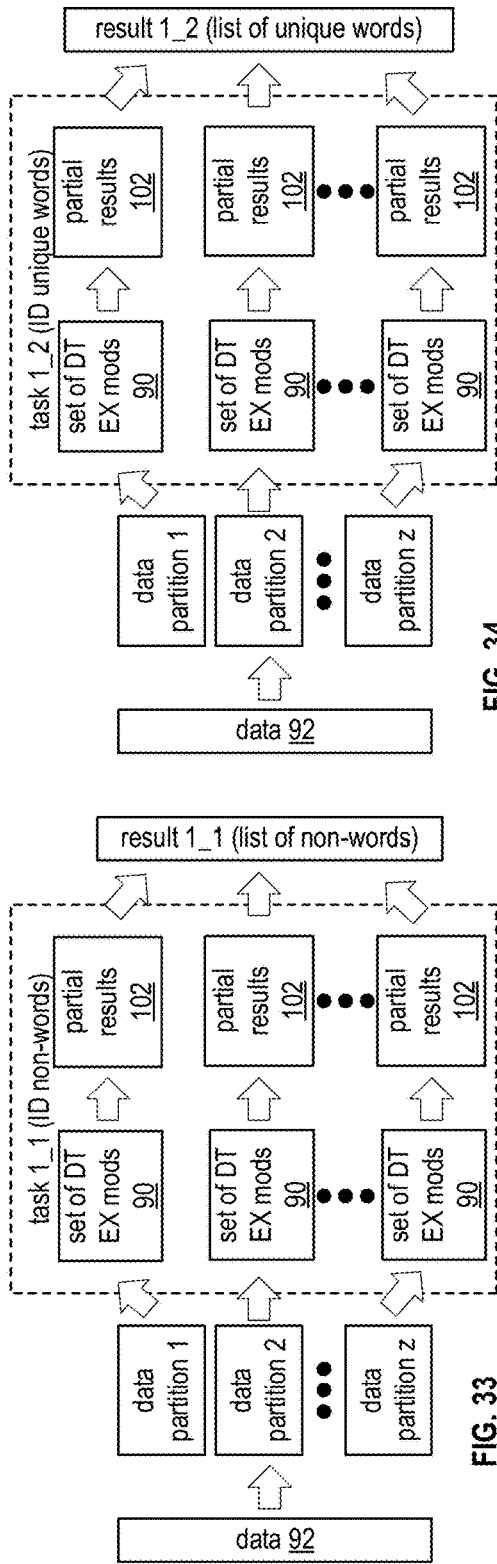 task 1_1 (ID non-words)
data 92
data
partition 1
data
partition 2
data
partition z
set of DT
EX mods
90
set of DT
EX mods
90
set of DT
EX mods
90
partial
results
102
partial
results
102
partial
results
102
result 1_1 (list of non-words)
FIG. 33
task 1_2 (ID unique words)
data 92
data
partition 1
data
partition 2
data
partition z
set of DT
EX mods
90
set of DT
EX mods
90
set of DT
EX mods
90
partial
results
102
partial
results
102
partial
results
102
result 1_2 (list of unique words)
FIG. 34